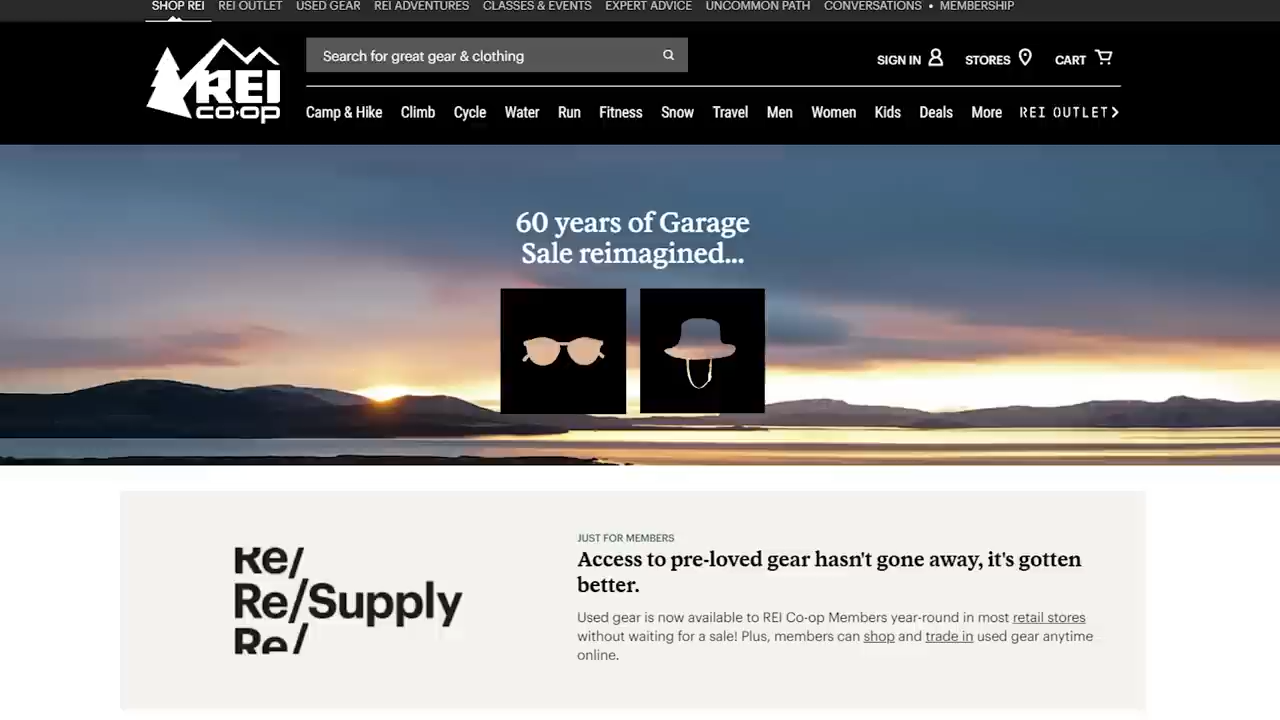 SHOP REI REI OUTLET USED GEAR REI ADVENTURES CLASSES & EVENTS EXPERT ADVICE UNCOMMON PATH CONVERSATIONS • MEMBERSHIP
REI
CO·OP
Search for great gear & clothing
SIGN IN STORES CART
Camp & Hike Climb Cycle Water Run Fitness Snow Travel Men Women Kids Deals More REI OUTLET
60 years of Garage
Sale reimagined...
Re/
Re/Supply
Re/
JUST FOR MEMBERS
Access to pre-loved gear hasn't gone away, it's gotten
better.
Used gear is now available to REI Co-op Members year-round in most retail stores
without waiting for a sale! Plus, members can shop and trade in used gear anytime
online.